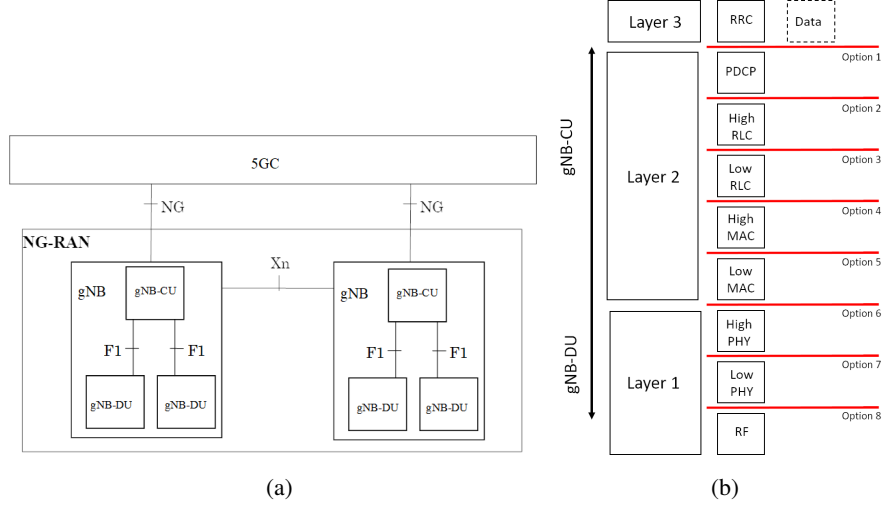 5GC
NG
NG
NG-RAN
Xn
gNB
gNB-CU
F1
F1
gNB-DU
gNB-DU
gNB
gNB-CU
F1
F1
gNB-DU
gNB-DU
(a)
Layer 3
RRC
Data
Option 1
gNB-CU
Layer 2
PDCP
Option 2
High
RLC
Option 3
Low
RLC
Option 4
High
MAC
Option 5
Low
MAC
Option 6
gNB-DU
Layer 1
High
PHY
Option 7
Low
PHY
Option 8
RF
(b)